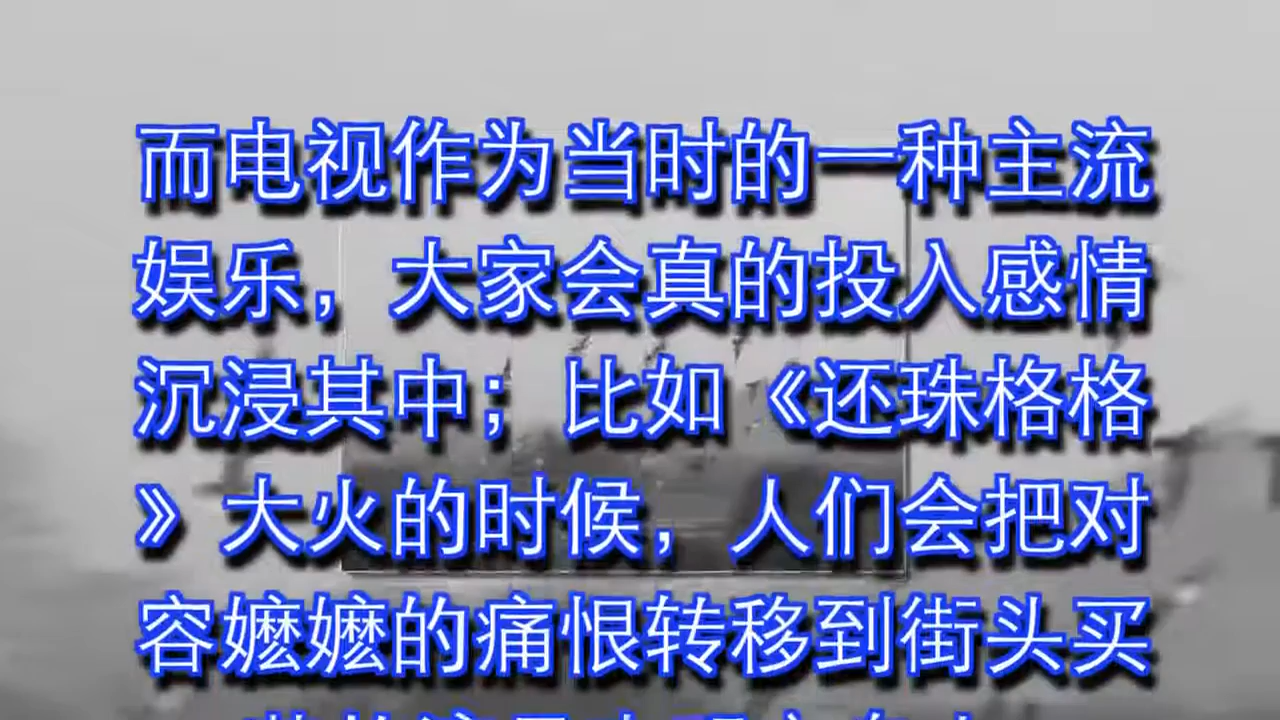 而电视作为当时的一种主流
娱乐，大家会真的投入感情
沉浸其中；比如《还珠格格
》大火的时候，人们会把对
容嬷嬷的痛恨转移到街头买